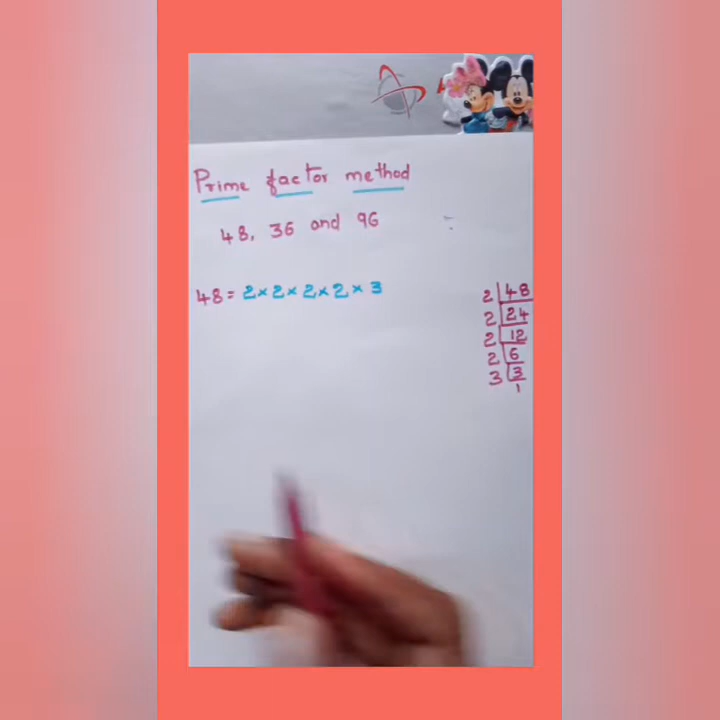 Prime factor method
48, 36 and 96
48 = 2 × 2 × 2 × 2 × 3
2 | 48
2 | 24
2 | 12
2 | 6
3 | 3
1